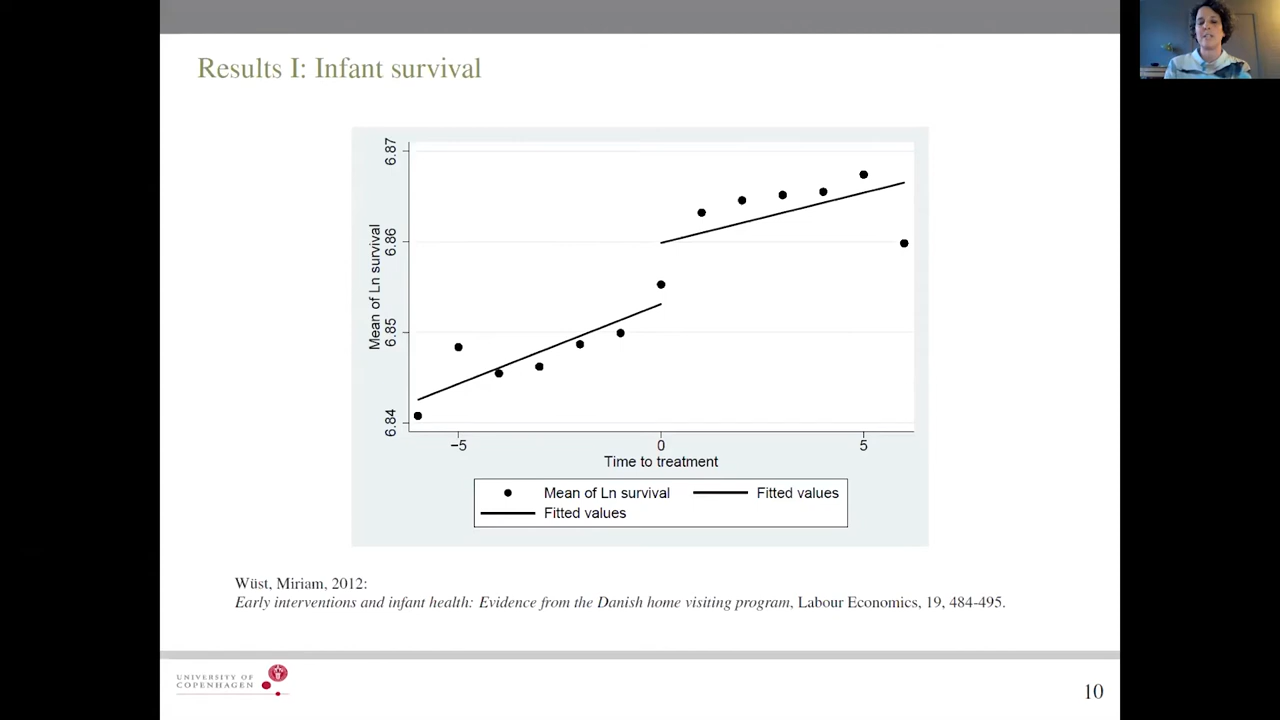 Results I: Infant survival
6.87
6.86
6.85
6.84
Mean of Ln survival
−5
0
5
Time to treatment
Mean of Ln survival
Fitted values
Fitted values
Wüst, Miriam, 2012:
Early interventions and infant health: Evidence from the Danish home visiting program, Labour Economics, 19, 484-495.
UNIVERSITY OF
COPENHAGEN
10